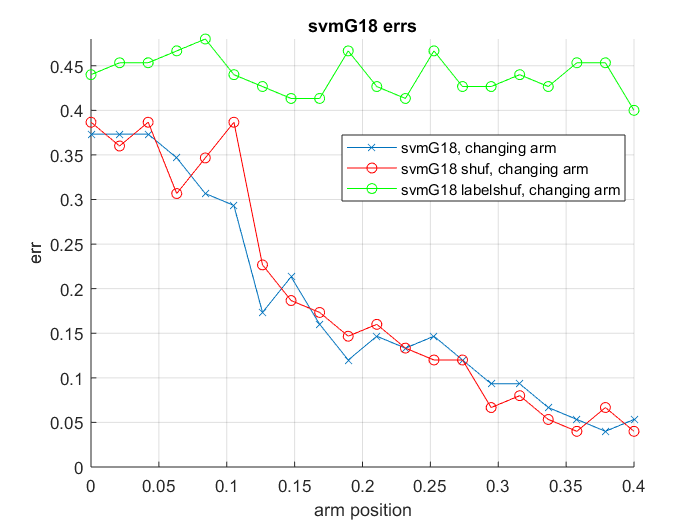 svmG18 errs
0.45
0.4
0.35
0.3
0.25
0.2
0.15
0.1
0.05
0
err
svmG18, changing arm
svmG18 shuf, changing arm
svmG18 labelshuf, changing arm
0 0.05 0.1 0.15 0.2 0.25 0.3 0.35 0.4
arm position